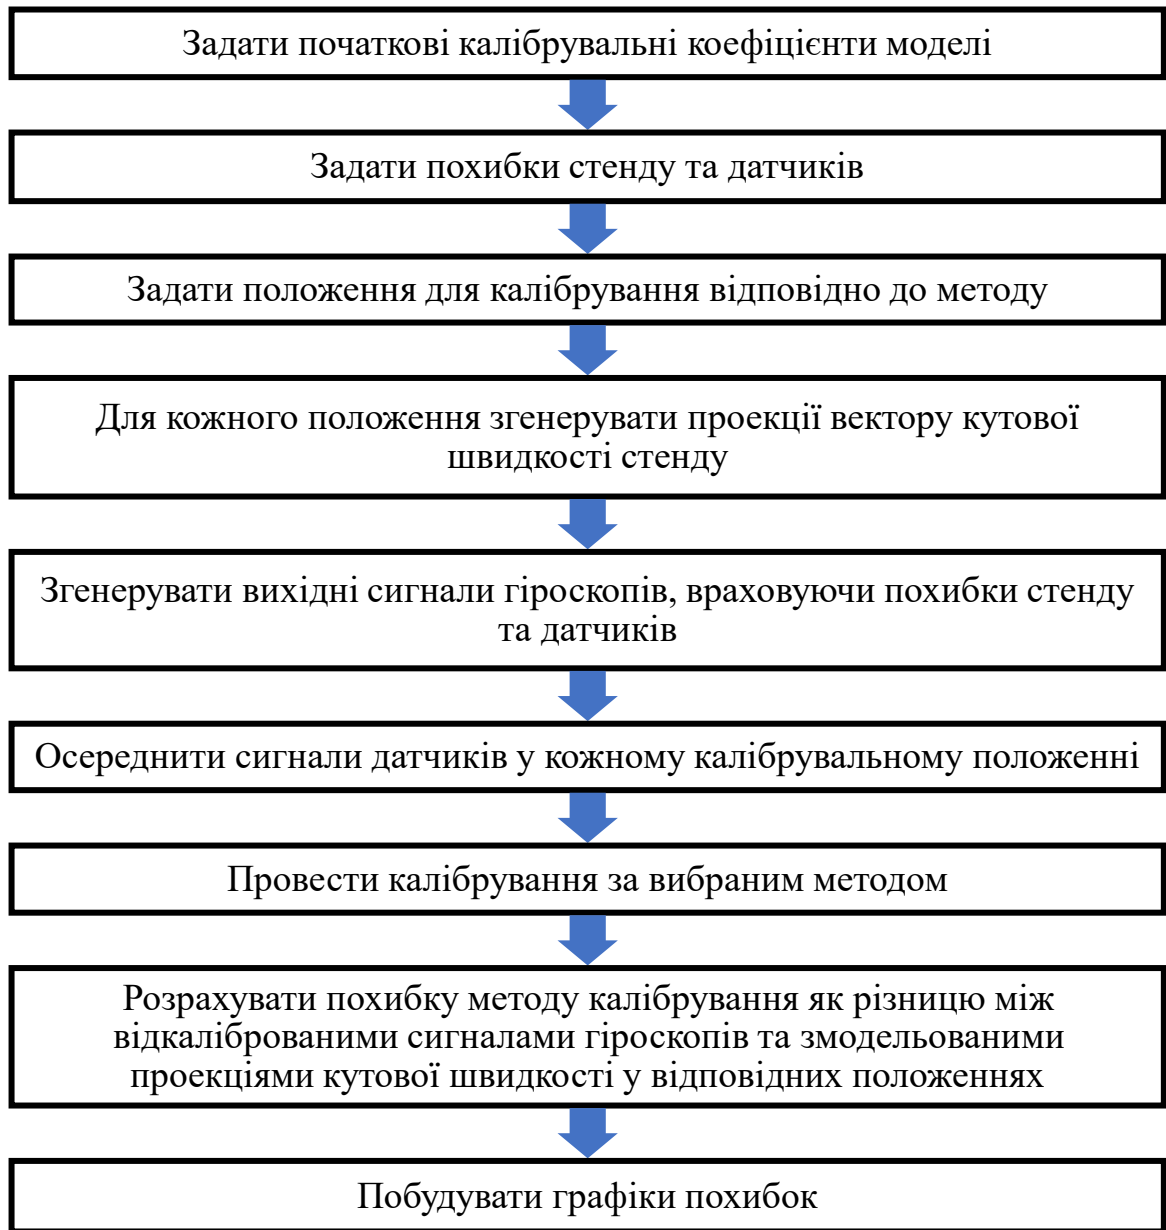 Задати початкові калібрувальні коефіцієнти моделі
Задати похибки стенду та датчиків
Задати положення для калібрування відповідно до методу
Для кожного положення згенерувати проекції вектору кутової
швидкості стенду
Згенерувати вихідні сигнали гіроскопів, враховуючи похибки стенду
та датчиків
Осереднити сигнали датчиків у кожному калібрувальному положенні
Провести калібрування за вибраним методом
Розрахувати похибку методу калібрування як різницю між
відкаліброваними сигналами гіроскопів та змодельованими
проекціями кутової швидкості у відповідних положеннях
Побудувати графіки похибок